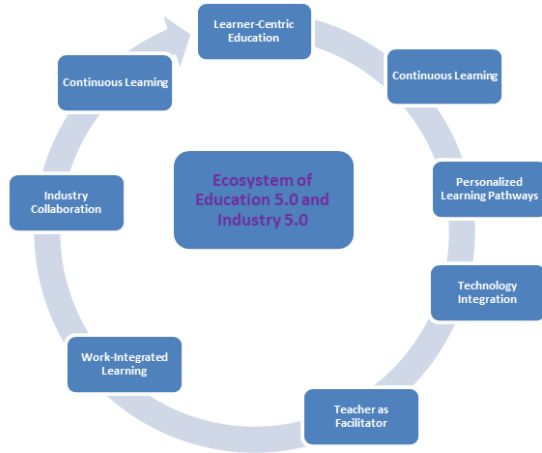 Learner-Centric
Education
Continuous Learning
Personalized
Learning Pathways
Technology
Integration
Teacher as
Facilitator
Work-Integrated
Learning
Industry
Collaboration
Continuous Learning
Ecosystem of
Education 5.0 and
Industry 5.0